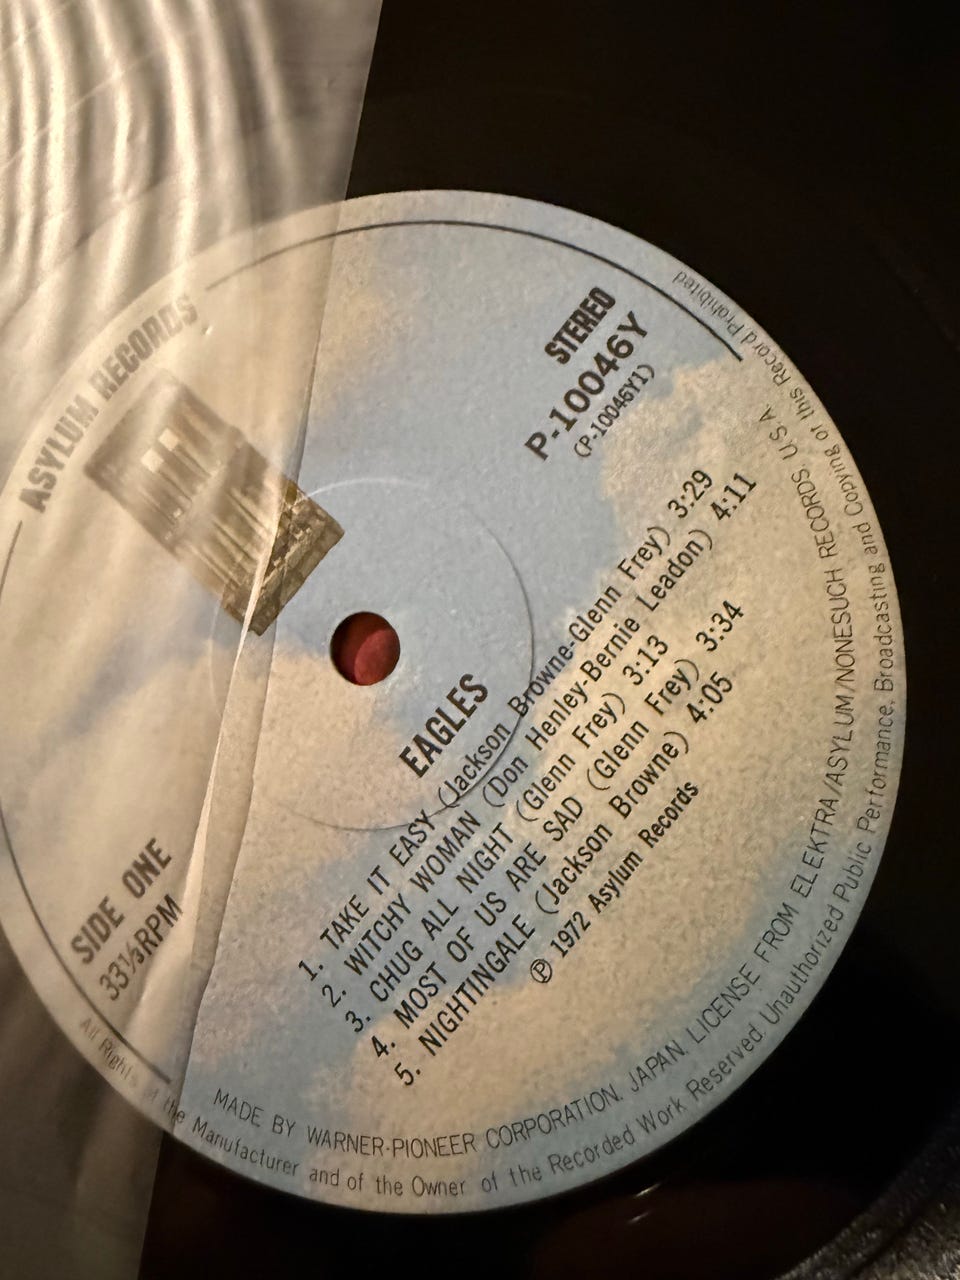 ASYLUM RECORDS
STEREO
P-10046Y
(P-10046Y1)
SIDE ONE
33⅓RPM
EAGLES
1. TAKE IT EASY (Jackson Browne-Glenn Frey) 3:29
2. WITCHY WOMAN (Don Henley-Bernie Leadon) 4:11
3. CHUG ALL NIGHT (Glenn Frey) 3:13
4. MOST OF US ARE SAD (Glenn Frey) 3:34
5. NIGHTINGALE (Jackson Browne) 4:05
Ⓟ 1972 Asylum Records
MADE BY WARNER-PIONEER CORPORATION, JAPAN. LICENSE FROM ELEKTRA/ASYLUM/NONESUCH RECORDS, U.S.A.
All Rights of the Manufacturer and of the Owner of the Recorded Work Reserved. Unauthorized Public Performance, Broadcasting and Copying of this Record Prohibited